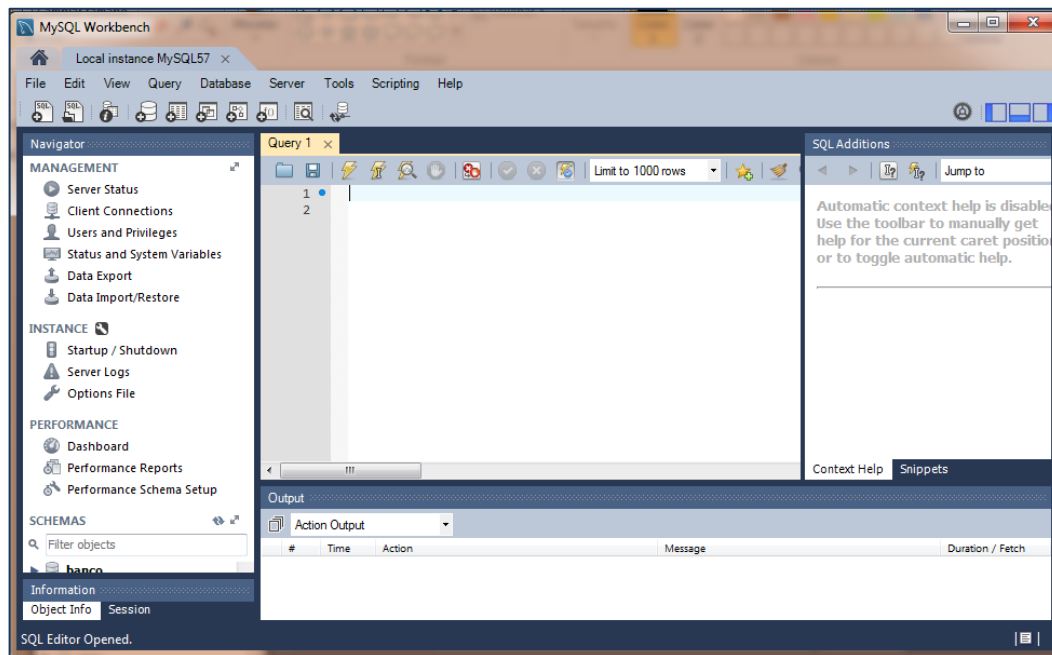 MySQL Workbench
Local instance MySQL57
File Edit View Query Database Server Tools Scripting Help
Navigator
MANAGEMENT
Server Status
Client Connections
Users and Privileges
Status and System Variables
Data Export
Data Import/Restore
INSTANCE
Startup / Shutdown
Server Logs
Options File
PERFORMANCE
Dashboard
Performance Reports
Performance Schema Setup
SCHEMAS
Filter objects
banco
Information
Object Info Session
Query 1
Limit to 1000 rows
1
2
SQL Additions
Jump to
Automatic context help is disabled
Use the toolbar to manually get
help for the current caret position
or to toggle automatic help.
Context Help Snippets
Output
Action Output
# Time Action Message Duration / Fetch
SQL Editor Opened.